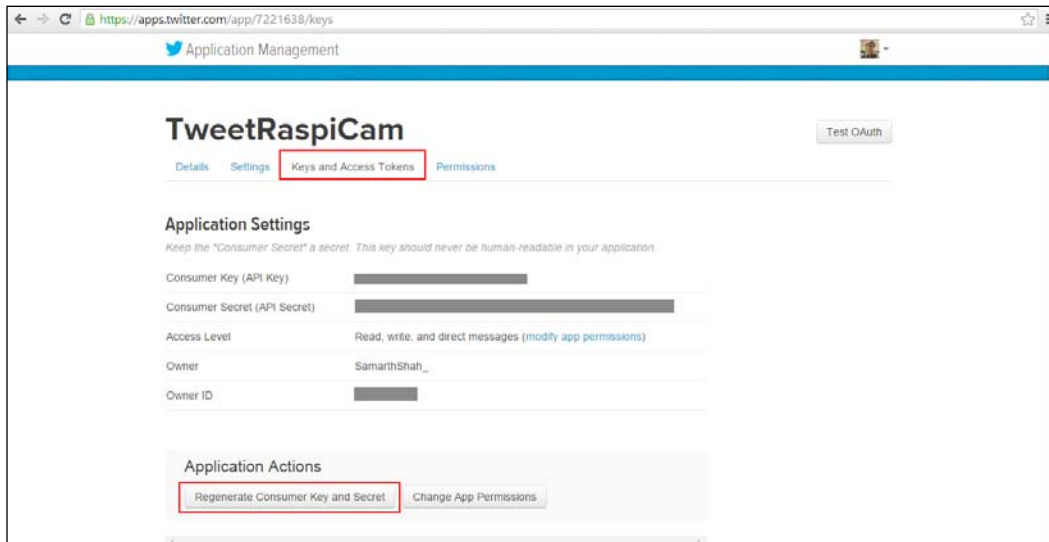 https://apps.twitter.com/app/7221638/keys
Application Management
TweetRaspiCam
Test OAuth
Details Settings Keys and Access Tokens Permissions
Application Settings
Keep the "Consumer Secret" a secret. This key should never be human-readable in your application.
Consumer Key (API Key)
Consumer Secret (API Secret)
Access Level Read, write, and direct messages (modify app permissions)
Owner SamarthShah_
Owner ID
Application Actions
Regenerate Consumer Key and Secret Change App Permissions